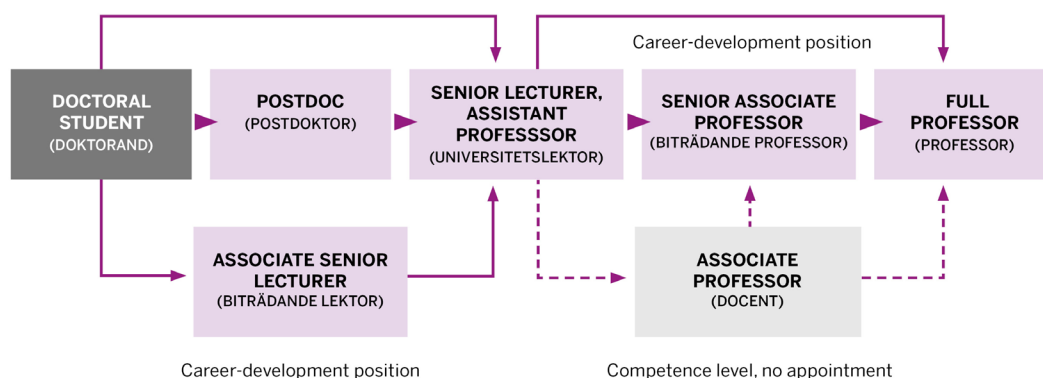 Career-development position
DOCTORAL
STUDENT
(DOKTORAND)
POSTDOC
(POSTDOKTOR)
SENIOR LECTURER,
ASSISTANT
PROFESSSOR
(UNIVERSITETSLEKTOR)
SENIOR ASSOCIATE
PROFESSOR
(BITRÄDANDE PROFESSOR)
FULL
PROFESSOR
(PROFESSOR)
ASSOCIATE SENIOR
LECTURER
(BITRÄDANDE LEKTOR)
ASSOCIATE
PROFESSOR
(DOCENT)
Career-development position
Competence level, no appointment